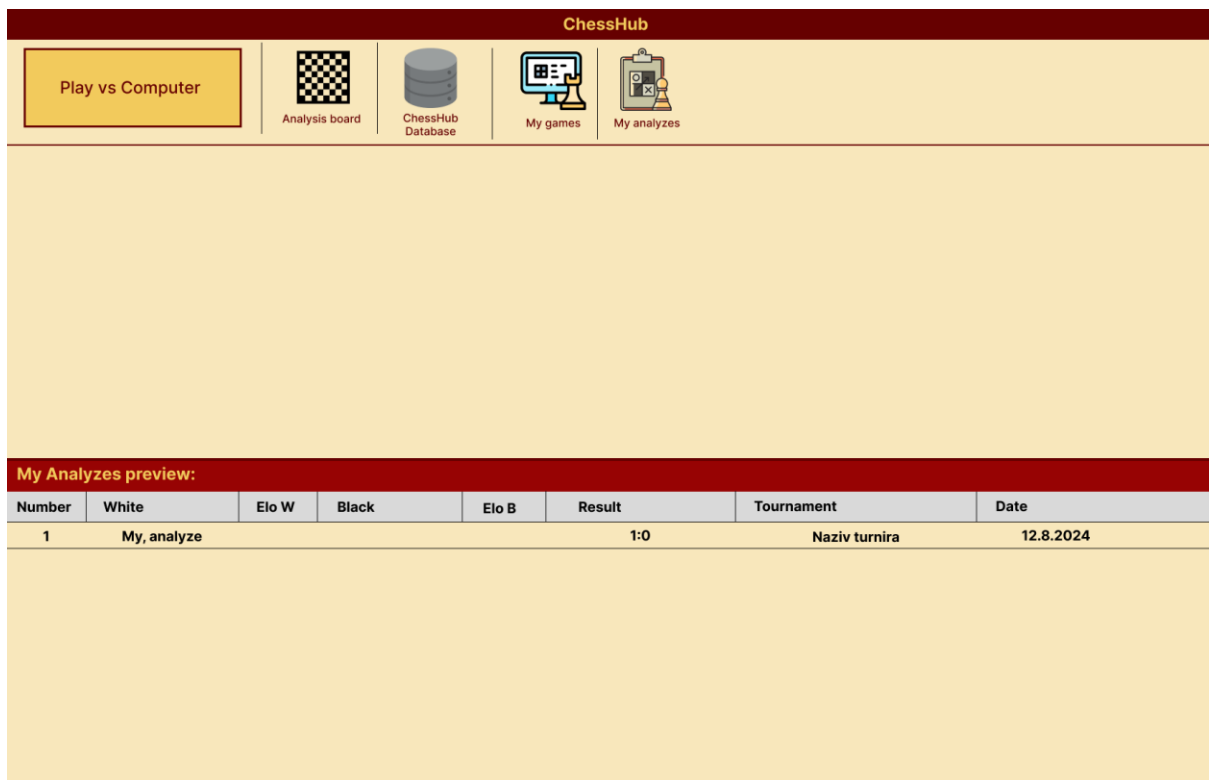 ChessHub
Play vs Computer
Analysis board
ChessHub
Database
My games
My analyzes
My Analyzes preview:
Number White Elo W Black Elo B Result Tournament Date
1 My, analyze 1:0 Naziv turnira 12.8.2024